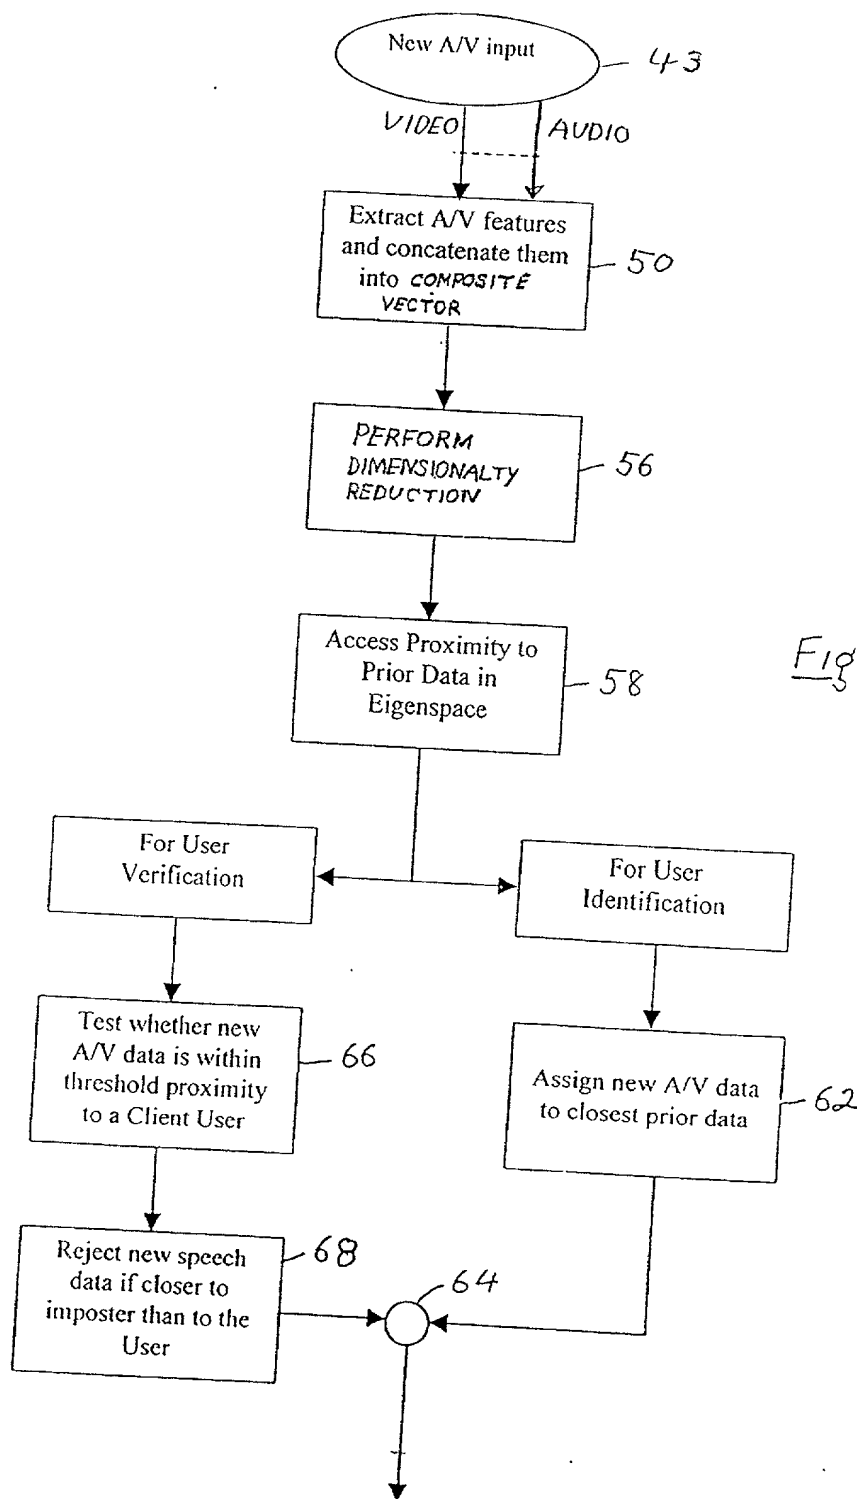 New A/V input
43
VIDEO
AUDIO
Extract A/V features
and concatenate them
into COMPOSITE
VECTOR
50
PERFORM
DIMENSIONALTY
REDUCTION
56
Access Proximity to
Prior Data in
Eigenspace
58
Fig
5
For User
Verification
For User
Identification
Test whether new
A/V data is within
threshold proximity
to a Client User
66
Assign new A/V data
to closest prior data
62
Reject new speech
data if closer to
imposter than to the
User
68
64